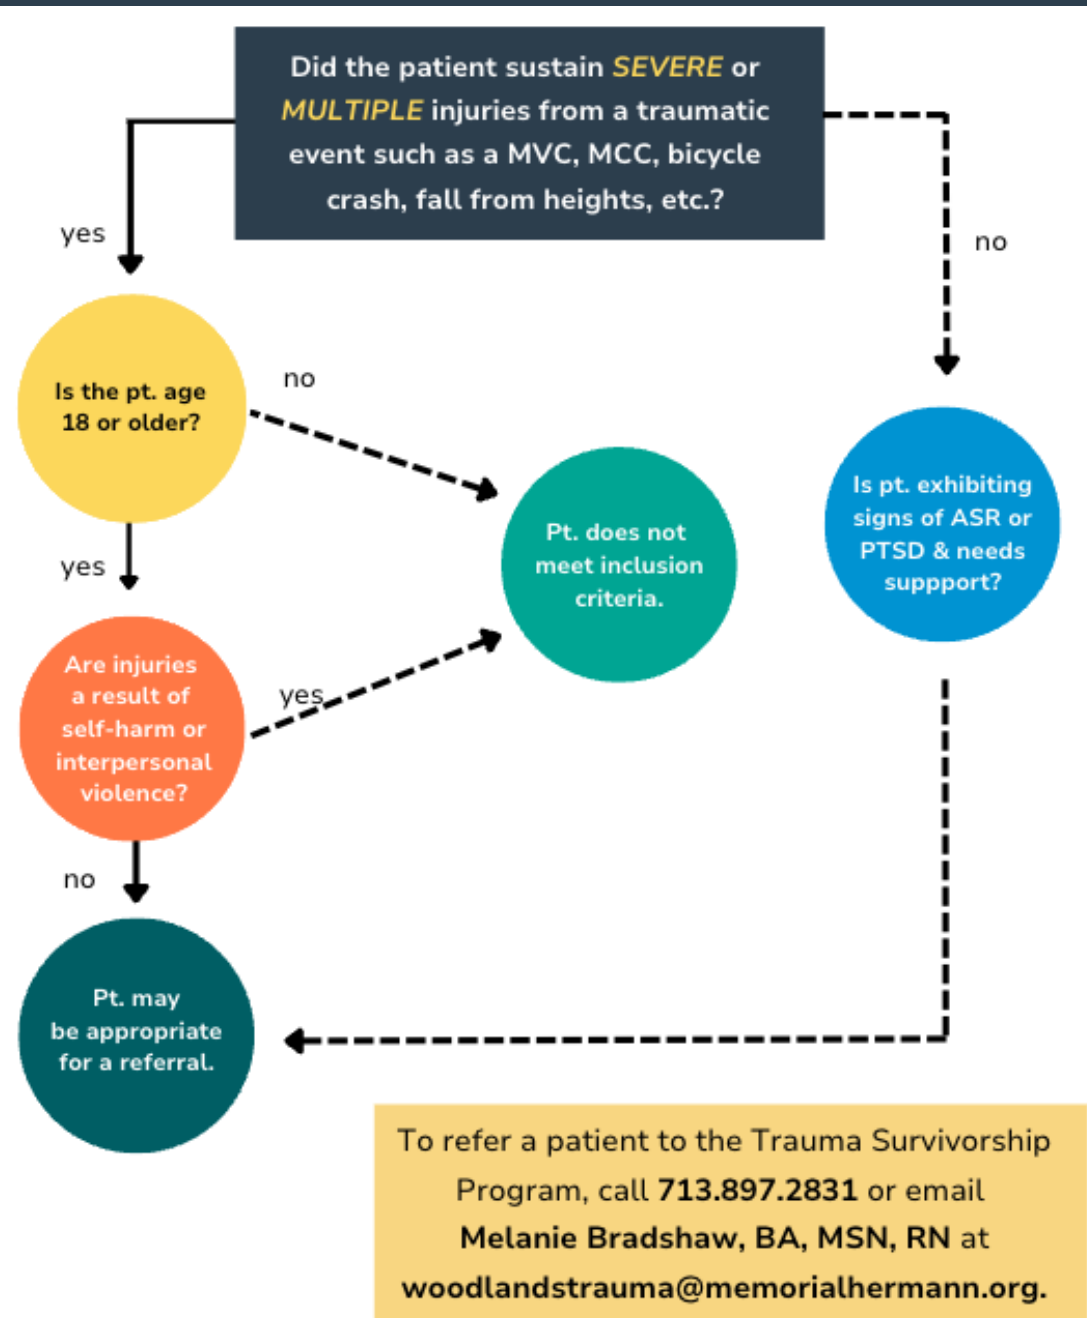 Did the patient sustain SEVERE or
MULTIPLE injuries from a traumatic
event such as a MVC, MCC, bicycle
crash, fall from heights, etc.?
yes
no
Is the pt. age
18 or older?
no
yes
Pt. does not
meet inclusion
criteria.
Is pt. exhibiting
signs of ASR or
PTSD & needs
suppport?
Are injuries
a result of
self-harm or
interpersonal
violence?
yes
no
Pt. may
be appropriate
for a referral.
To refer a patient to the Trauma Survivorship
Program, call 713.897.2831 or email
Melanie Bradshaw, BA, MSN, RN at
woodlandstrauma@memorialhermann.org.